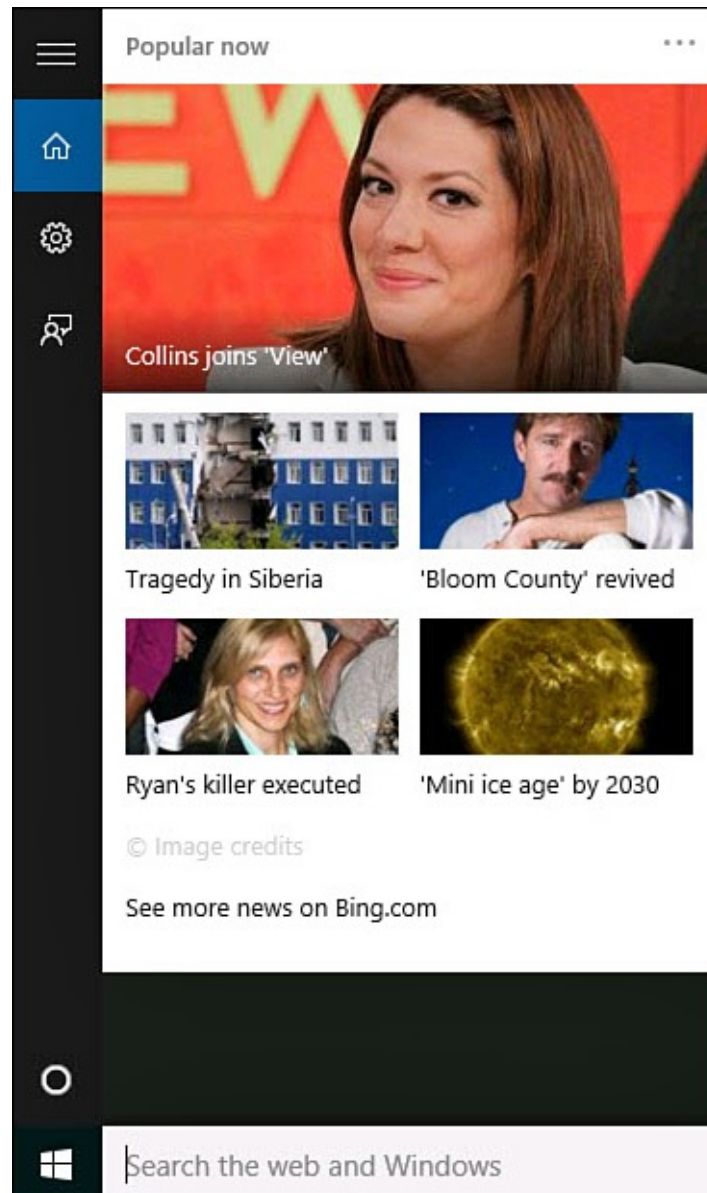 Popular now
EW
Collins joins 'View'
Tragedy in Siberia
'Bloom County' revived
Ryan's killer executed
'Mini ice age' by 2030
© Image credits
See more news on Bing.com
Search the web and Windows